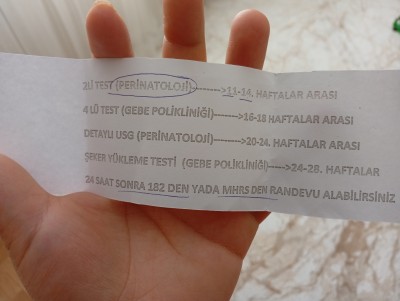 2Lİ TEST (PERİNATOLOJİ)-------->11-14. HAFTALAR ARASI
4 LÜ TEST (GEBE POLİKLİNİĞİ)-------->16-18 HAFTALAR ARASI
DETAYLI USG (PERİNATOLOJİ)-------->20-24. HAFTALAR ARASI
ŞEKER YÜKLEME TESTİ (GEBE POLİKLİNİĞİ)-------->24-28. HAFTALAR
24 SAAT SONRA 182 DEN YADA MHRS DEN RANDEVU ALABİLİRSİNİZ